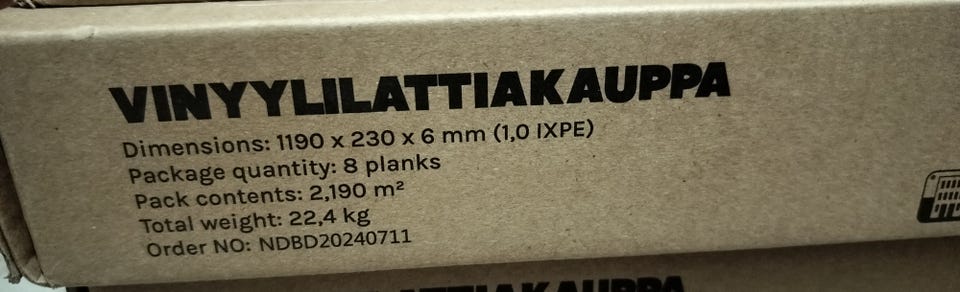 VINYYLILATTIAKAUPPA
Dimensions: 1190 x 230 x 6 mm (1,0 IXPE)
Package quantity: 8 planks
Pack contents: 2,190 m²
Total weight: 22,4 kg
Order NO: NDBD20240711